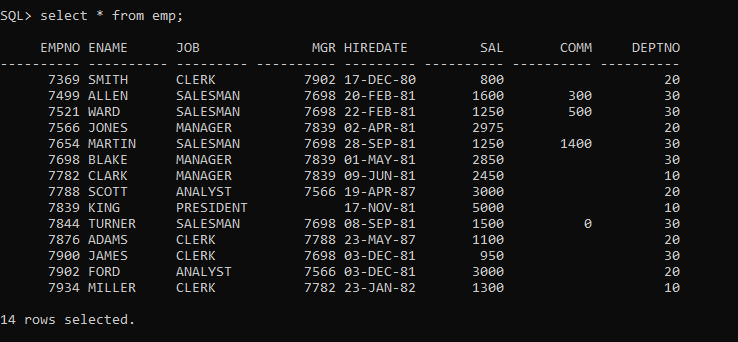 SQL> select * from emp;
     EMPNO ENAME      JOB              MGR HIREDATE         SAL       COMM     DEPTNO
---------- ---------- --------- ---------- --------- ---------- ---------- ----------
      7369 SMITH      CLERK           7902 17-DEC-80        800                    20
      7499 ALLEN      SALESMAN        7698 20-FEB-81       1600        300         30
      7521 WARD       SALESMAN        7698 22-FEB-81       1250        500         30
      7566 JONES      MANAGER         7839 02-APR-81       2975                    20
      7654 MARTIN     SALESMAN        7698 28-SEP-81       1250       1400         30
      7698 BLAKE      MANAGER         7839 01-MAY-81       2850                    30
      7782 CLARK      MANAGER         7839 09-JUN-81       2450                    10
      7788 SCOTT      ANALYST         7566 19-APR-87       3000                    20
      7839 KING       PRESIDENT            17-NOV-81       5000                    10
      7844 TURNER     SALESMAN        7698 08-SEP-81       1500          0         30
      7876 ADAMS      CLERK           7788 23-MAY-87       1100                    20
      7900 JAMES      CLERK           7698 03-DEC-81        950                    30
      7902 FORD       ANALYST         7566 03-DEC-81       3000                    20
      7934 MILLER     CLERK           7782 23-JAN-82       1300                    10
14 rows selected.